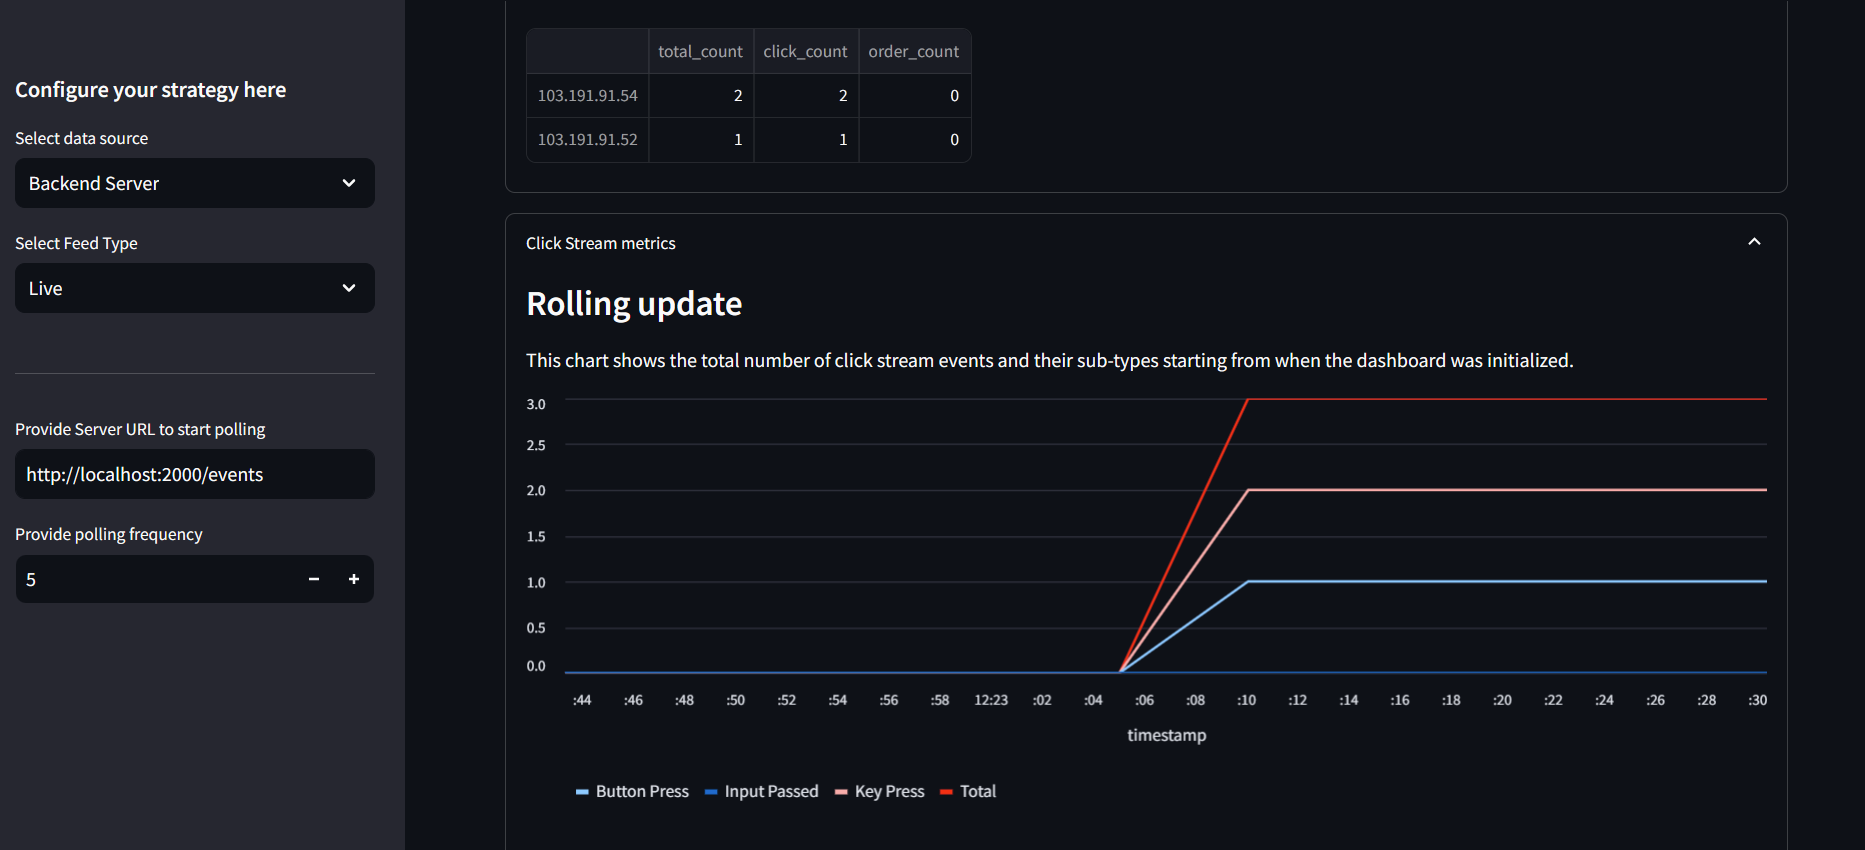 Configure your strategy here
Select data source
Backend Server
Select Feed Type
Live
Provide Server URL to start polling
http://localhost:2000/events
Provide polling frequency
5
total_count click_count order_count
103.191.91.54 2 2 0
103.191.91.52 1 1 0
Click Stream metrics
Rolling update
This chart shows the total number of click stream events and their sub-types starting from when the dashboard was initialized.
3.0
2.5
2.0
1.5
1.0
0.5
0.0
:44 :46 :48 :50 :52 :54 :56 :58 12:23 :02 :04 :06 :08 :10 :12 :14 :16 :18 :20 :22 :24 :26 :28 :30
timestamp
Button Press Input Passed Key Press Total